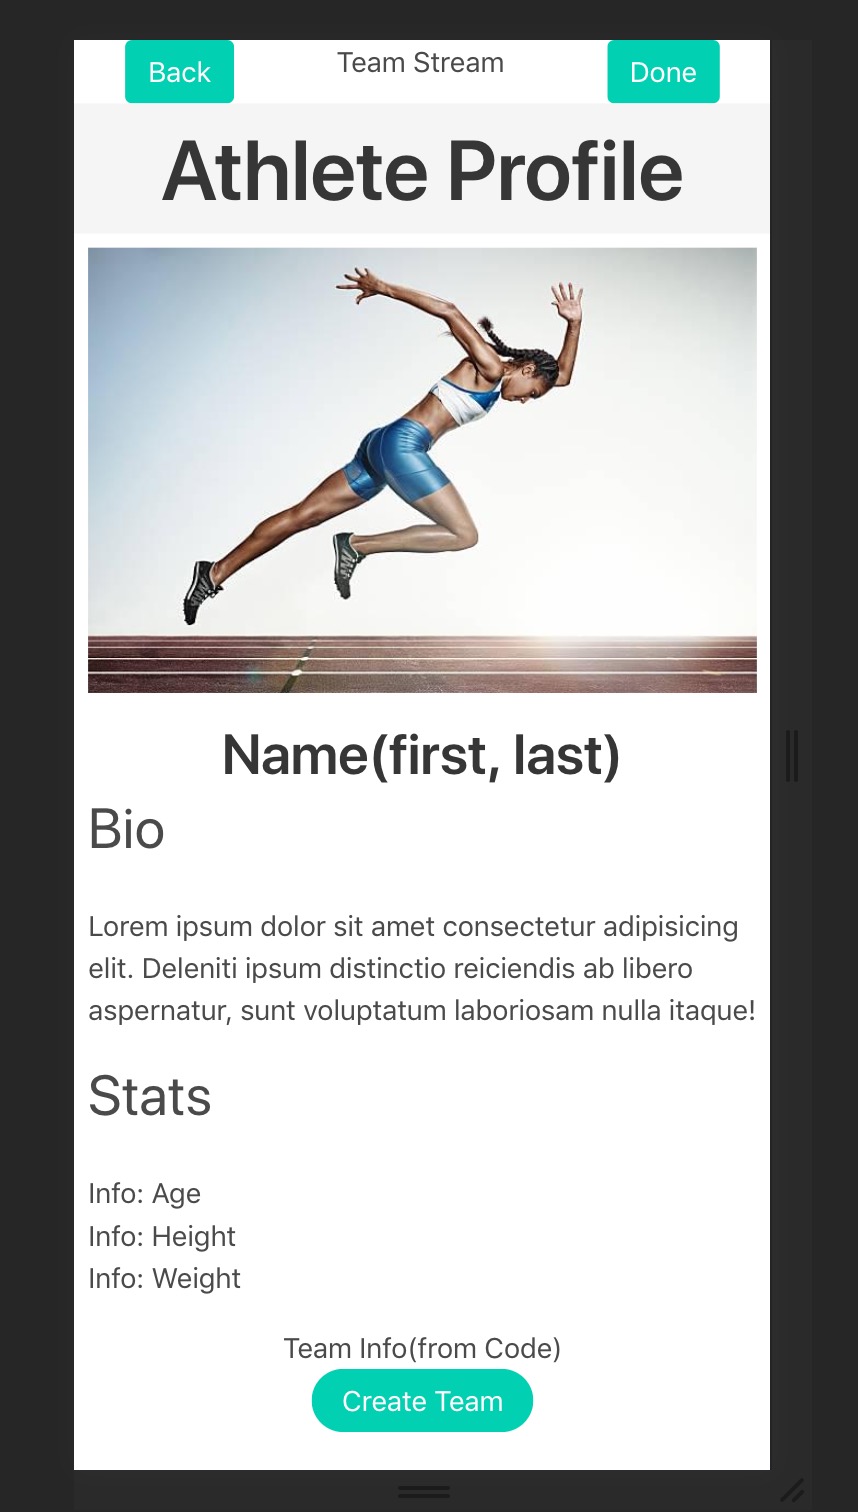 Back
Team Stream
Done
Athlete Profile
Name(first, last)
Bio
Lorem ipsum dolor sit amet consectetur adipisicing
elit. Deleniti ipsum distinctio reiciendis ab libero
aspernatur, sunt voluptatum laboriosam nulla itaque!
Stats
Info: Age
Info: Height
Info: Weight
Team Info(from Code)
Create Team